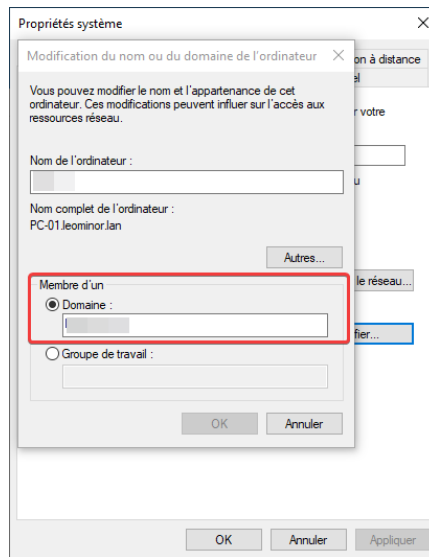 Propriétés système
Modification du nom ou du domaine de l'ordinateur
on à distance
el
Vous pouvez modifier le nom et l'appartenance de cet
ordinateur. Ces modifications peuvent influer sur l'accès aux
ressources réseau.
r votre
Nom de l'ordinateur :
u
Nom complet de l'ordinateur :
PC-01.leominor.lan
Autres...
Membre d'un
le réseau...
Domaine :
fier...
Groupe de travail :
OK
Annuler
OK
Annuler
Appliquer